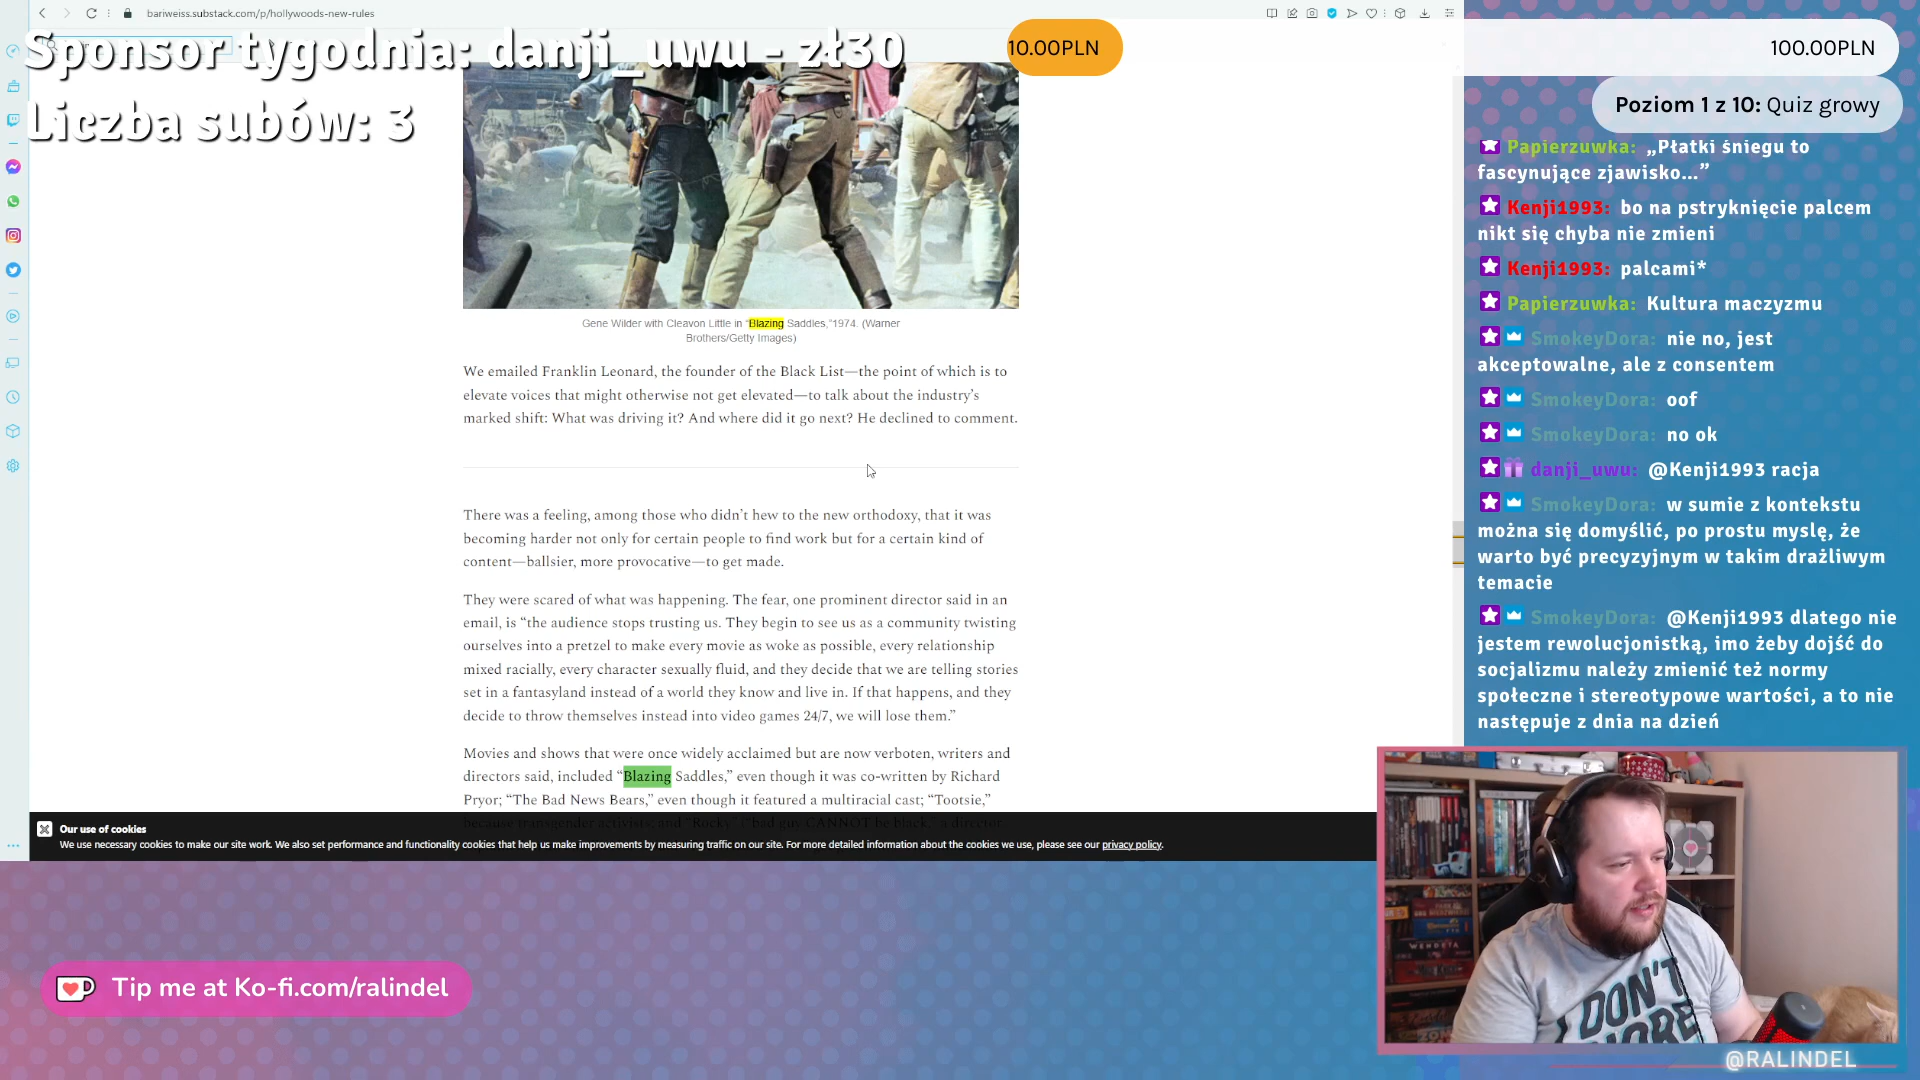 bariweiss.substack.com/p/hollywoods-new-rules
Sponsor tygodnia: danji_uwu - zł30
Liczba subów: 3
10.00PLN
100.00PLN
Poziom 1 z 10: Quiz growy
Gene Wilder with Cleavon Little in “Blazing Saddles,”1974. (Warner
Brothers/Getty Images)
We emailed Franklin Leonard, the founder of the Black List—the point of which is to
elevate voices that might otherwise not get elevated—to talk about the industry’s
marked shift: What was driving it? And where did it go next? He declined to comment.
There was a feeling, among those who didn’t hew to the new orthodoxy, that it was
becoming harder not only for certain people to find work but for a certain kind of
content—ballsier, more provocative—to get made.
They were scared of what was happening. The fear, one prominent director said in an
email, is “the audience stops trusting us. They begin to see us as a community twisting
ourselves into a pretzel to make every movie as woke as possible, every relationship
mixed racially, every character sexually fluid, and they decide that we are telling stories
set in a fantasyland instead of a world they know and live in. If that happens, and they
decide to throw themselves instead into video games 24/7, we will lose them.”
Movies and shows that were once widely acclaimed but are now verboten, writers and
directors said, included “Blazing Saddles,” even though it was co-written by Richard
Pryor; “The Bad News Bears,” even though it featured a multiracial cast; “Tootsie,”
because transgender activists; and “Rocky” (“bad guy CANNOT be black,” a director
Our use of cookies
We use necessary cookies to make our site work. We also set performance and functionality cookies that help us make improvements by measuring traffic on our site. For more detailed information about the cookies we use, please see our privacy policy.
Papierzuwka: „Płatki śniegu to
fascynujące zjawisko...”
Kenji1993: bo na pstryknięcie palcem
nikt się chyba nie zmieni
Kenji1993: palcami*
Papierzuwka: Kultura maczyzmu
SmokeyDora: nie no, jest
akceptowalne, ale z consentem
SmokeyDora: oof
SmokeyDora: no ok
danji_uwu: @Kenji1993 racja
SmokeyDora: w sumie z kontekstu
można się domyślić, po prostu myslę, że
warto być precyzyjnym w takim drażliwym
temacie
SmokeyDora: @Kenji1993 dlatego nie
jestem rewolucjonistką, imo żeby dojść do
socjalizmu należy zmienić też normy
społeczne i stereotypowe wartości, a to nie
następuje z dnia na dzień
Tip me at Ko-fi.com/ralindel
VENDETTA
I DON'T
@RALINDEL